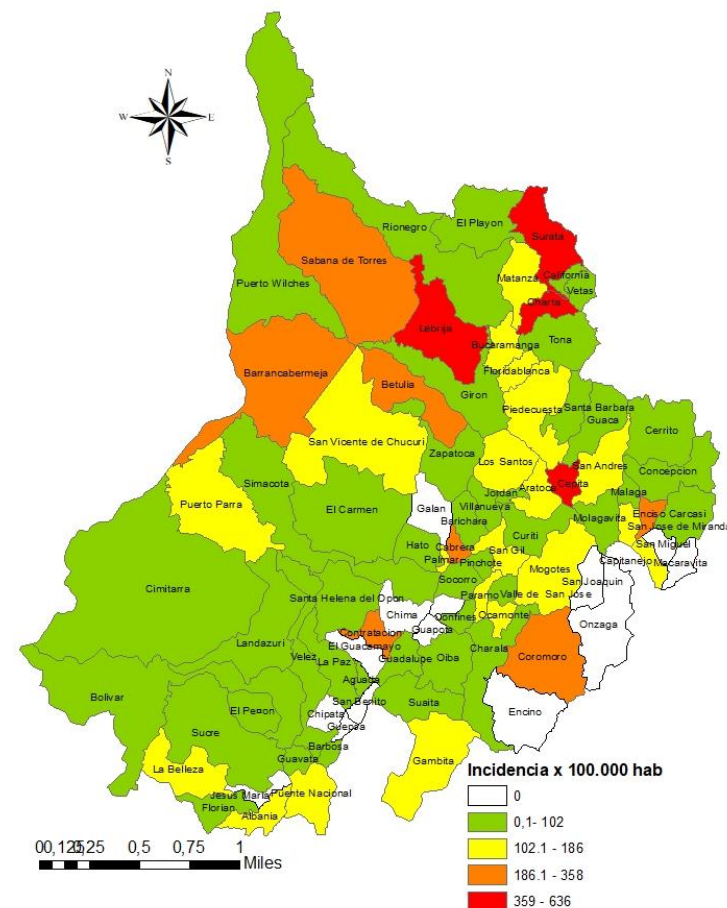 N
W E
S
El Playon
Rionegro
Surata
Sabana de Torres
California
Matanza
Vetas
Puerto Wilches
Charta
Lebrija
Tona
Bucaramanga
Floridablanca
Barrancabermeja
Betulia
Giron
Piedecuesta
Santa Barbara
Guaca
Cerrito
San Vicente de Chucuri
Zapatoca
Los Santos
San Andres
Concepcion
Simacota
Cepita
Puerto Parra
Jordan
Aratoca
Malaga
El Carmen
Galan
Villanueva
Enciso Carcasi
Barichara
Molagavita
San Jose de Miranda
Curiti
Hato
Cabrera
San Gil
San Miguel
Palmar
Pinchote
Capitanejo
Macaravita
Cimitarra
Socorro
Mogotes
San Joaquin
Santa Helena del Opon
Paramo
Valle de San Jose
Chima
Confines
Ocamonte
Onzaga
Guapota
Contratacion
Landazuri
El Guacamayo
Charala
Coromoro
Velez
La Paz
Guadalupe
Oiba
Aguada
Bolivar
San Benito
Suaita
El Penon
Chipata
Encino
Sucre
Guepsa
Barbosa
Guavata
Gambita
La Belleza
Jesus Maria
Puente Nacional
Florian
Albania
Incidencia x 100.000 hab
0
0,1- 102
102.1 - 186
186.1 - 358
359 - 636
00,1250,25 0,5 0,75 1
Miles